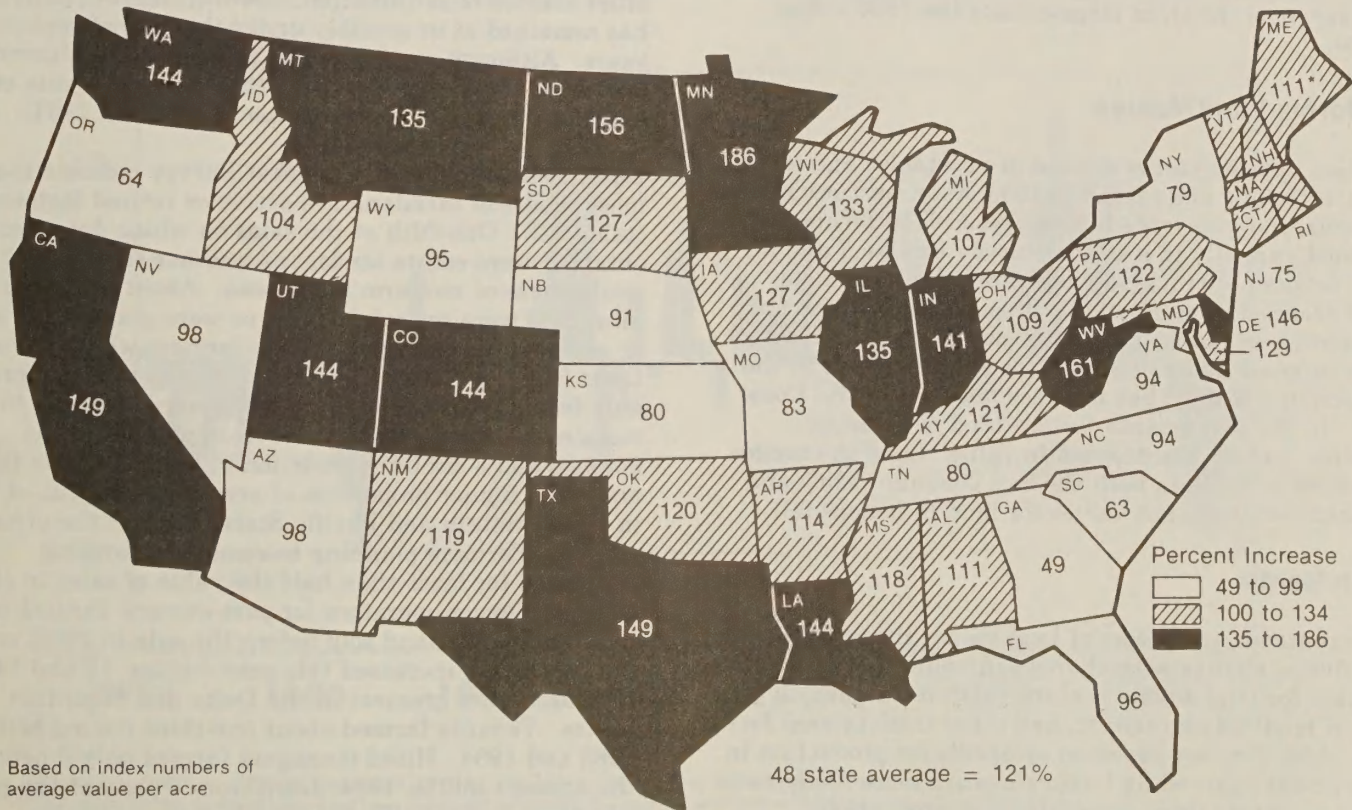 WA
144
OR
64
CA
149
ID
104
NV
98
MT
135
WY
95
UT
144
AZ
98
CO
144
NM
119
ND
156
SD
127
NB
91
KS
80
OK
120
TX
149
MN
186
IA
127
MO
83
AR
114
LA
144
WI
133
IL
135
MI
107
IN
141
OH
109
KY
121
TN
80
MS
118
AL
111
GA
49
FL
96
SC
63
NC
94
VA
94
WV
161
PA
122
MD
NY
79
NJ 75
DE 146
129
ME
111*
VT
NH
MA
CT
RI
Percent Increase
49 to 99
100 to 134
135 to 186
Based on index numbers of
average value per acre
48 state average = 121%